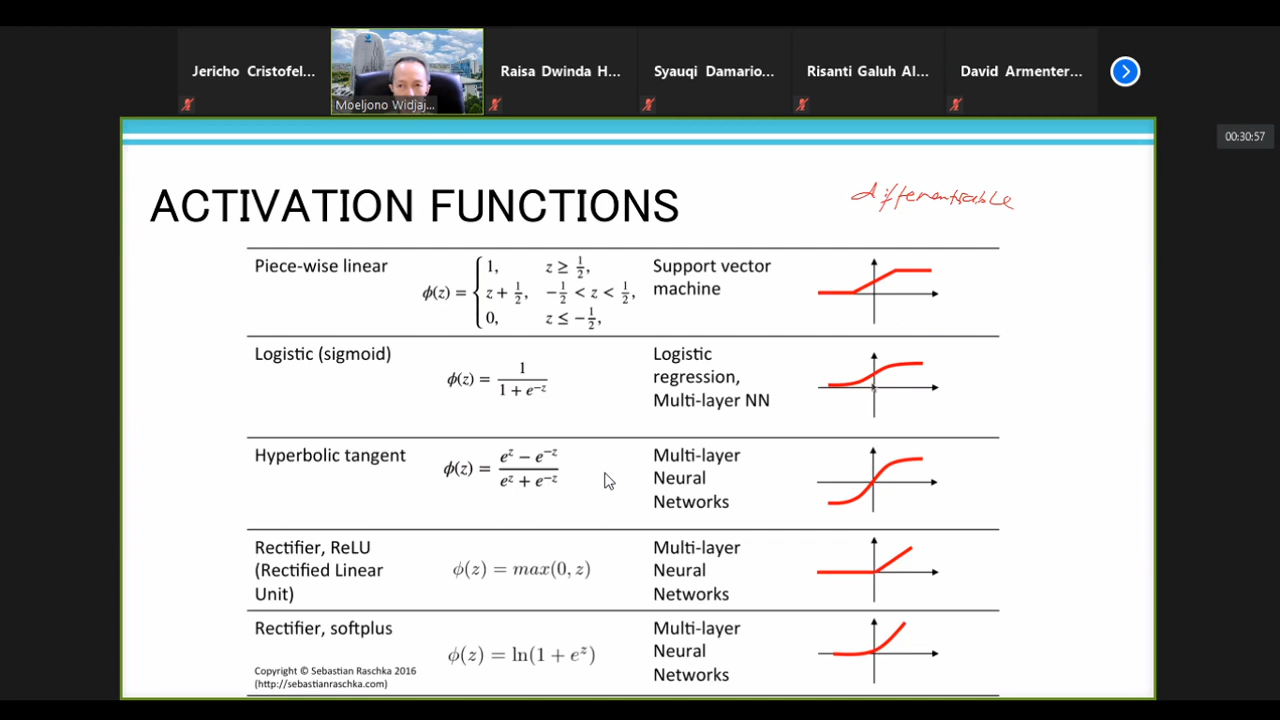 Jericho Cristofel...
Moeljono Widjaj...
Raisa Dwinda H...
Syauqi Damario...
Risanti Galuh Al...
David Armenter...
00:30:57
ACTIVATION FUNCTIONS
differentiable
Piece-wise linear
ϕ(z) = { 1, z ≥ 1/2,
z + 1/2, −1/2 < z < 1/2,
0, z ≤ −1/2,
Support vector
machine
Logistic (sigmoid)
ϕ(z) = 1 / (1 + e^−z)
Logistic
regression,
Multi-layer NN
Hyperbolic tangent
ϕ(z) = (e^z − e^−z) / (e^z + e^−z)
Multi-layer
Neural
Networks
Rectifier, ReLU
(Rectified Linear
Unit)
ϕ(z) = max(0, z)
Multi-layer
Neural
Networks
Rectifier, softplus
ϕ(z) = ln(1 + e^z)
Multi-layer
Neural
Networks
Copyright © Sebastian Raschka 2016
(http://sebastianraschka.com)